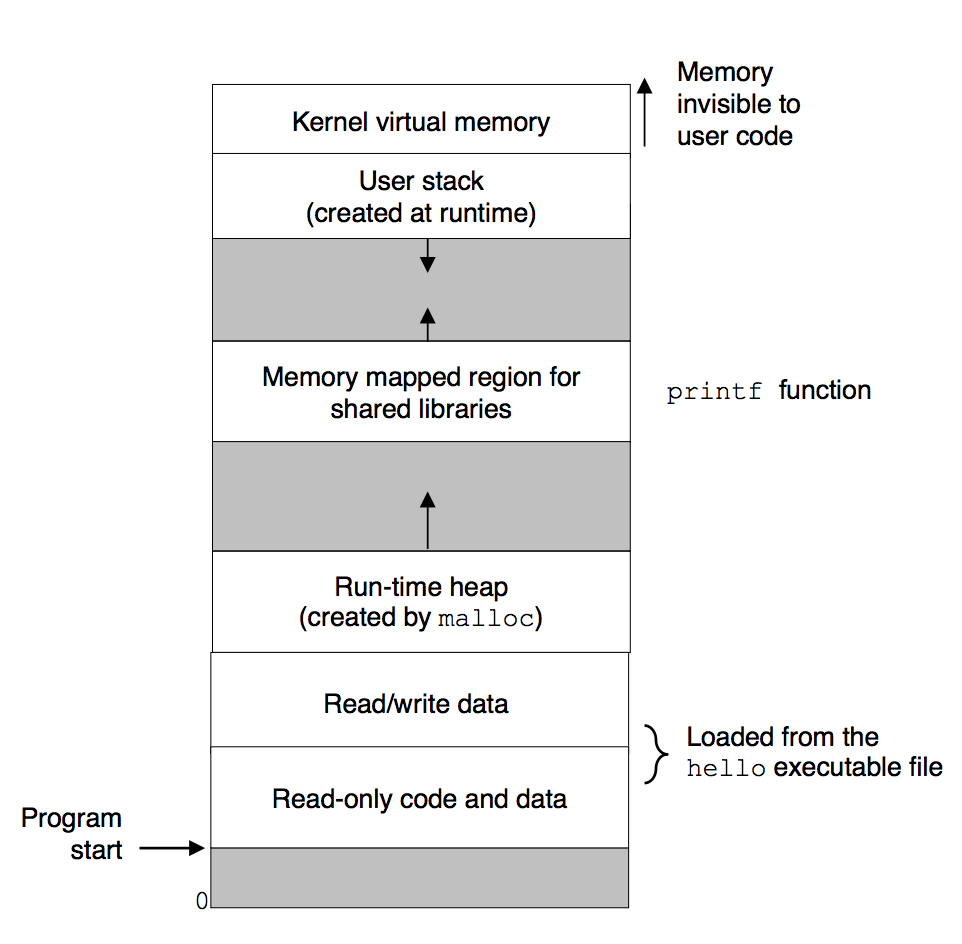 Memory
invisible to
user code
Kernel virtual memory
User stack
(created at runtime)
Memory mapped region for
shared libraries
printf function
Run-time heap
(created by malloc)
Read/write data
Loaded from the
hello executable file
Read-only code and data
Program
start
0